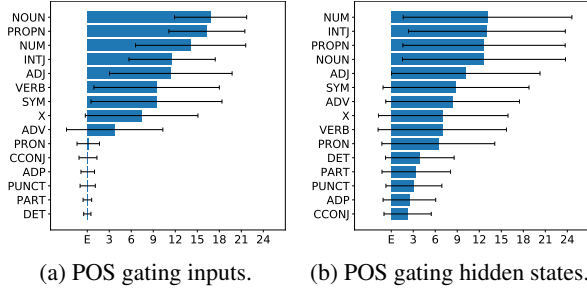 NOUN
PROPN
NUM
INTJ
ADJ
VERB
SYM
X
ADV
PRON
CCONJ
ADP
PUNCT
PART
DET
E 3 6 9 12 15 18 21 24
(a) POS gating inputs.
NUM
INTJ
PROPN
NOUN
ADJ
SYM
ADV
X
VERB
PRON
DET
PART
PUNCT
ADP
CCONJ
E 3 6 9 12 15 18 21 24
(b) POS gating hidden states.